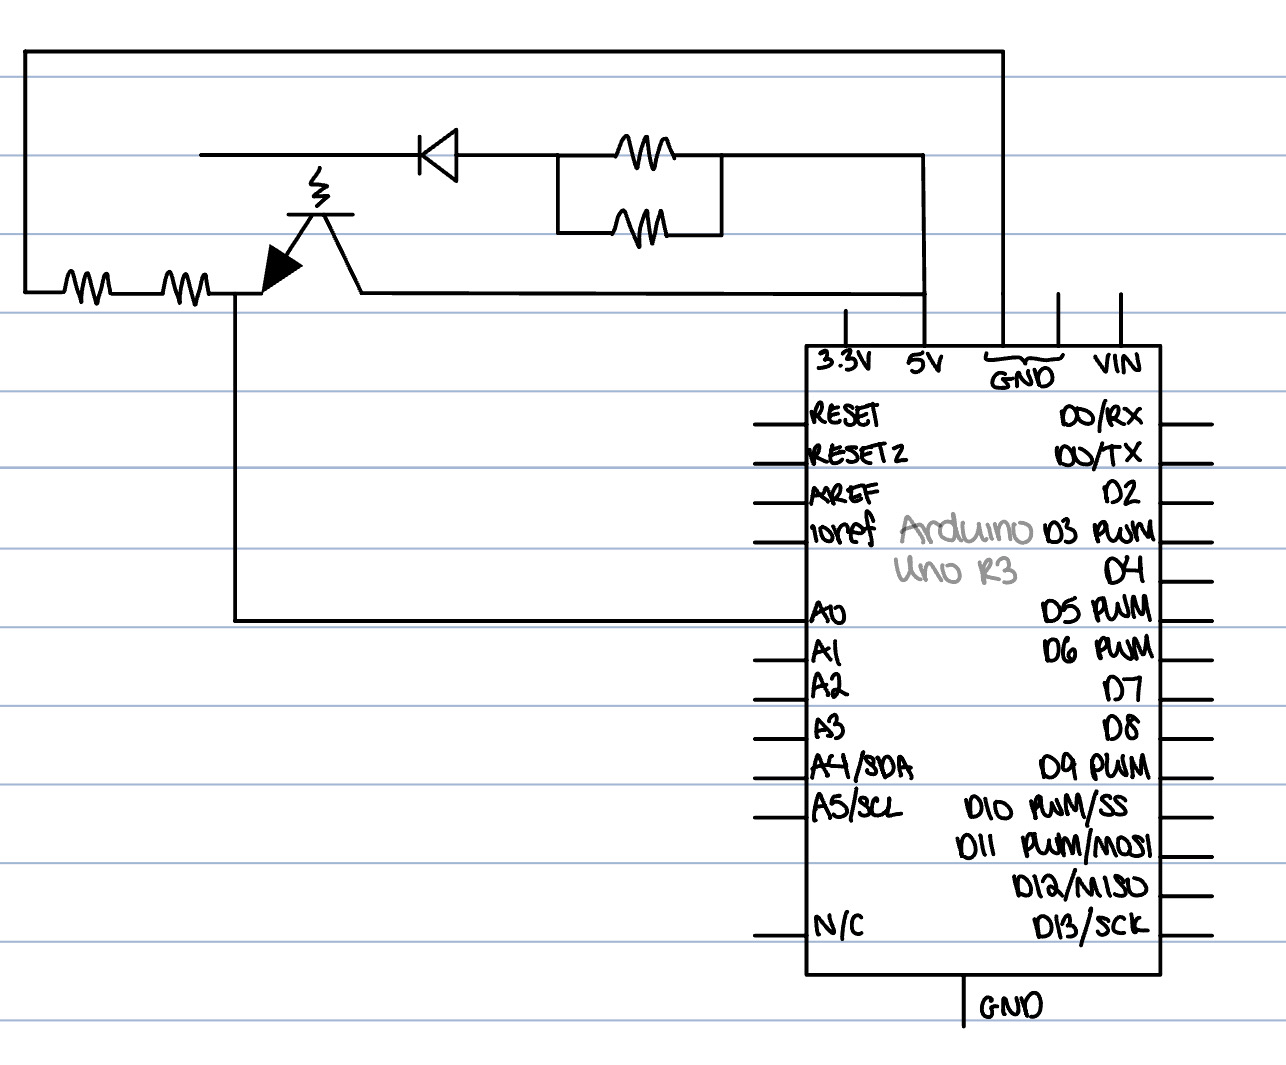 3.3V 5V GND VIN
RESET D0/RX
RESET2 D0/TX
AREF D2
ioref Arduino D3 PWM
Uno R3 D4
A0 D5 PWM
A1 D6 PWM
A2 D7
A3 D8
A4/SDA D9 PWM
A5/SCL D10 PWM/SS
D11 PWM/MOSI
D12/MISO
N/C D13/SCK
GND